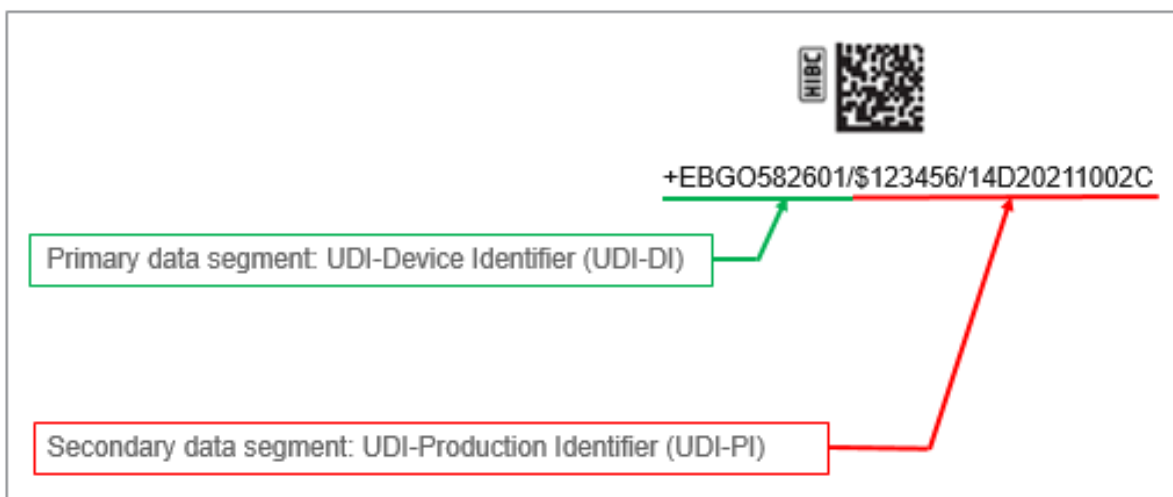 HIBC
+EBGO582601/$123456/14D20211002C
Primary data segment: UDI-Device Identifier (UDI-DI)
Secondary data segment: UDI-Production Identifier (UDI-PI)